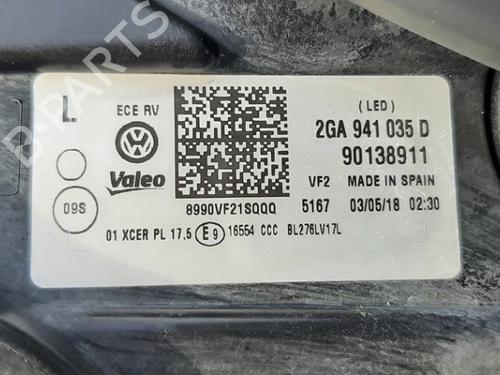 B-PARTS
L
ECE RV
Valeo
09S
8990VF21SQQQ
(LED)
2GA 941 035 D
90138911
VF2 MADE IN SPAIN
5167 03/05/18 02:30
01 XCER PL 17,5 E9 16554 CCC BL276LV17L